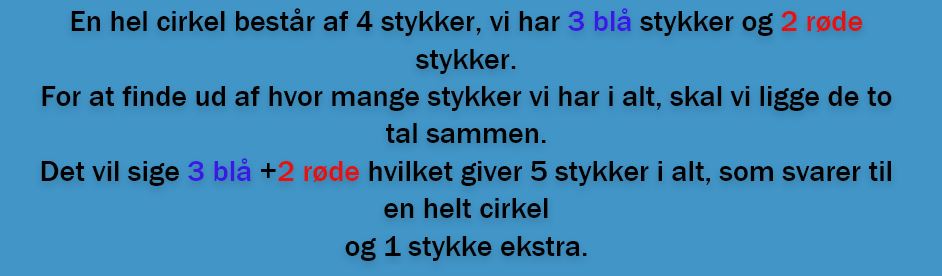 En hel cirkel består af 4 stykker, vi har 3 blå stykker og 2 røde
stykker.
For at finde ud af hvor mange stykker vi har i alt, skal vi ligge de to
tal sammen.
Det vil sige 3 blå +2 røde hvilket giver 5 stykker i alt, som svarer til
en helt cirkel
og 1 stykke ekstra.